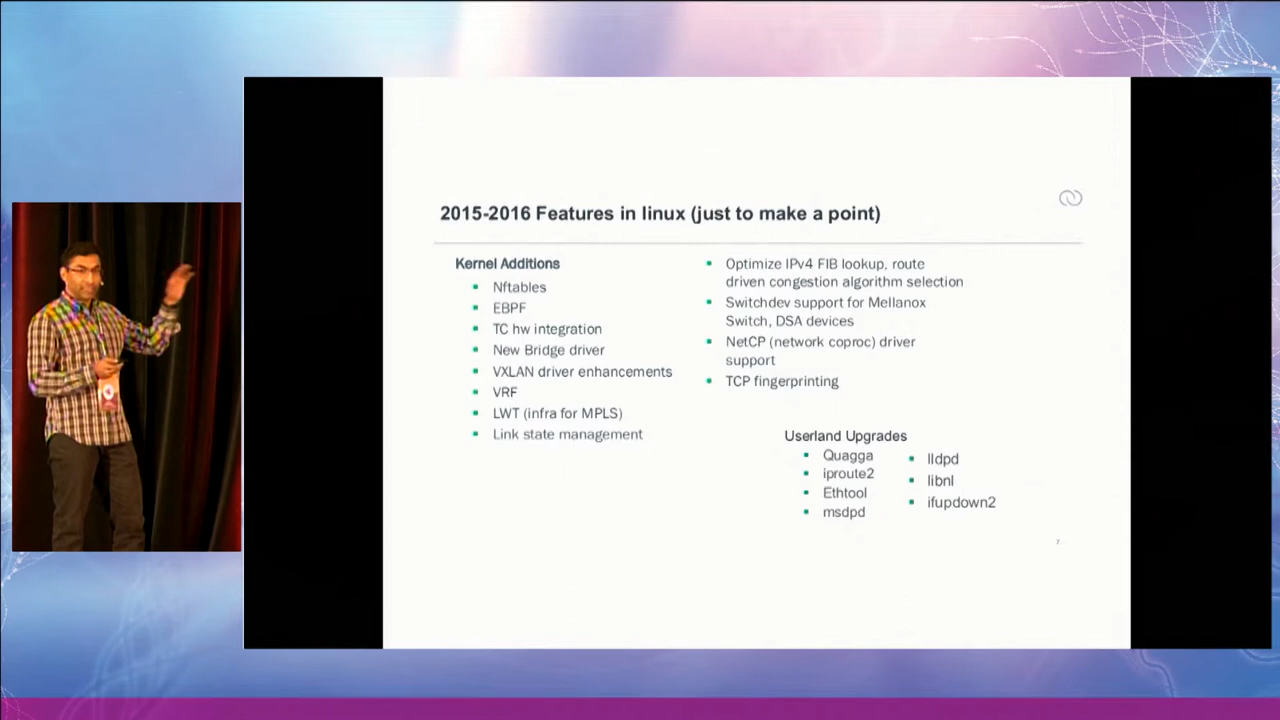 2015-2016 Features in linux (just to make a point)
Kernel Additions
Nftables
EBPF
TC hw integration
New Bridge driver
VXLAN driver enhancements
VRF
LWT (infra for MPLS)
Link state management
Optimize IPv4 FIB lookup, route
driven congestion algorithm selection
Switchdev support for Mellanox
Switch, DSA devices
NetCP (network coproc) driver
support
TCP fingerprinting
Userland Upgrades
Quagga
iproute2
Ethtool
msdpd
lldpd
libnl
ifupdown2
7